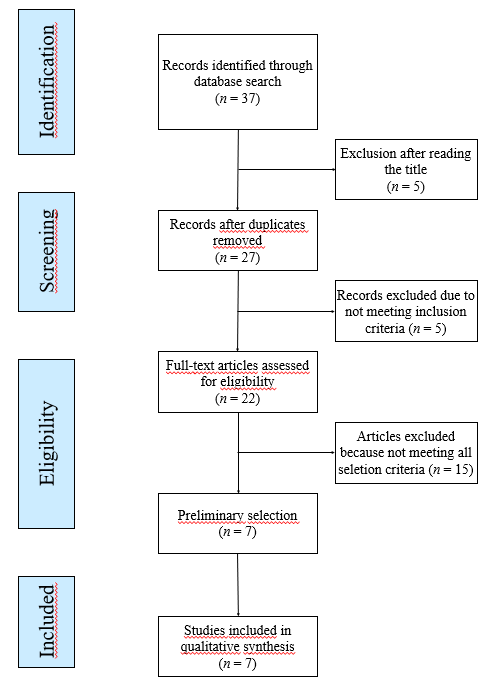 Identification
Records identified through
database search
(n = 37)
Exclusion after reading
the title
(n = 5)
Screening
Records after duplicates
removed
(n = 27)
Records excluded due to
not meeting inclusion
criteria (n = 5)
Eligibility
Full-text articles assessed
for eligibility
(n = 22)
Articles excluded
because not meeting all
seletion criteria (n = 15)
Preliminary selection
(n = 7)
Included
Studies included in
qualitative synthesis
(n = 7)